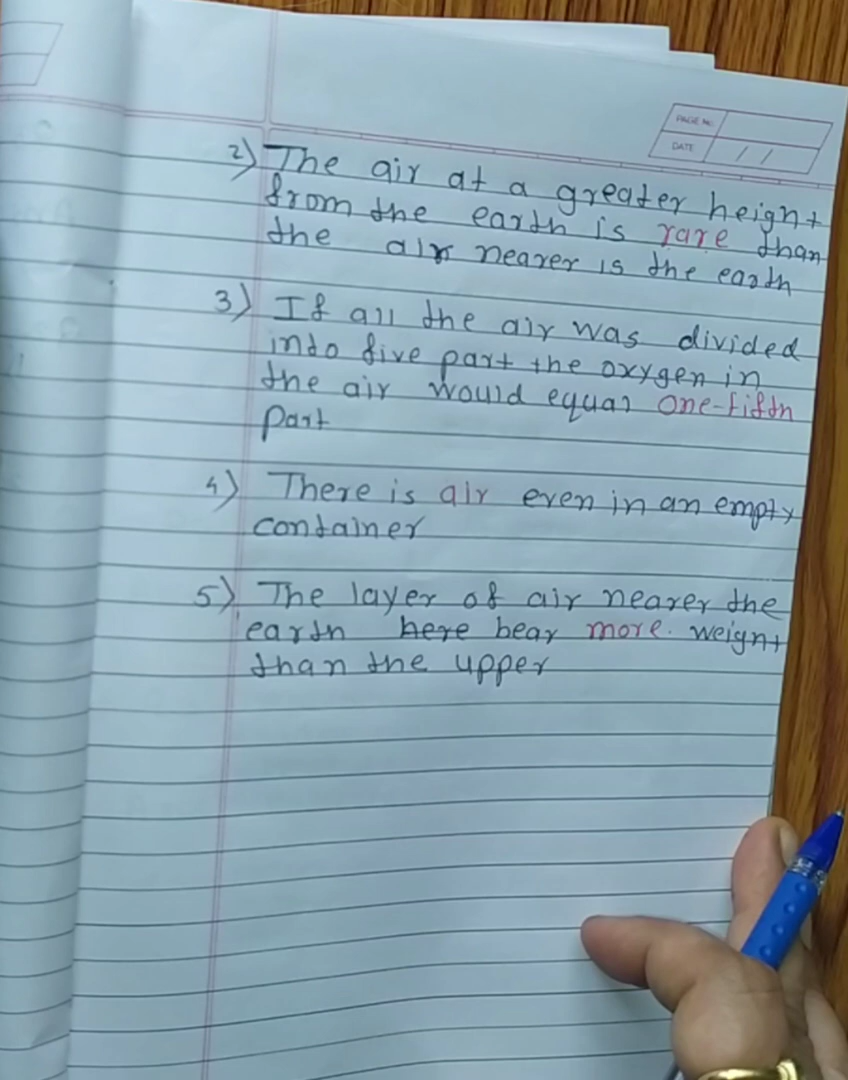 PAGE No.
DATE / /
2) The air at a greater height
from the earth is rare than
the air nearer is the earth
3) If all the air was divided
into five part the oxygen in
the air would equal one-fifth
part
4) There is air even in an empty
container
5) The layer of air nearer the
earth here bear more. weight
than the upper